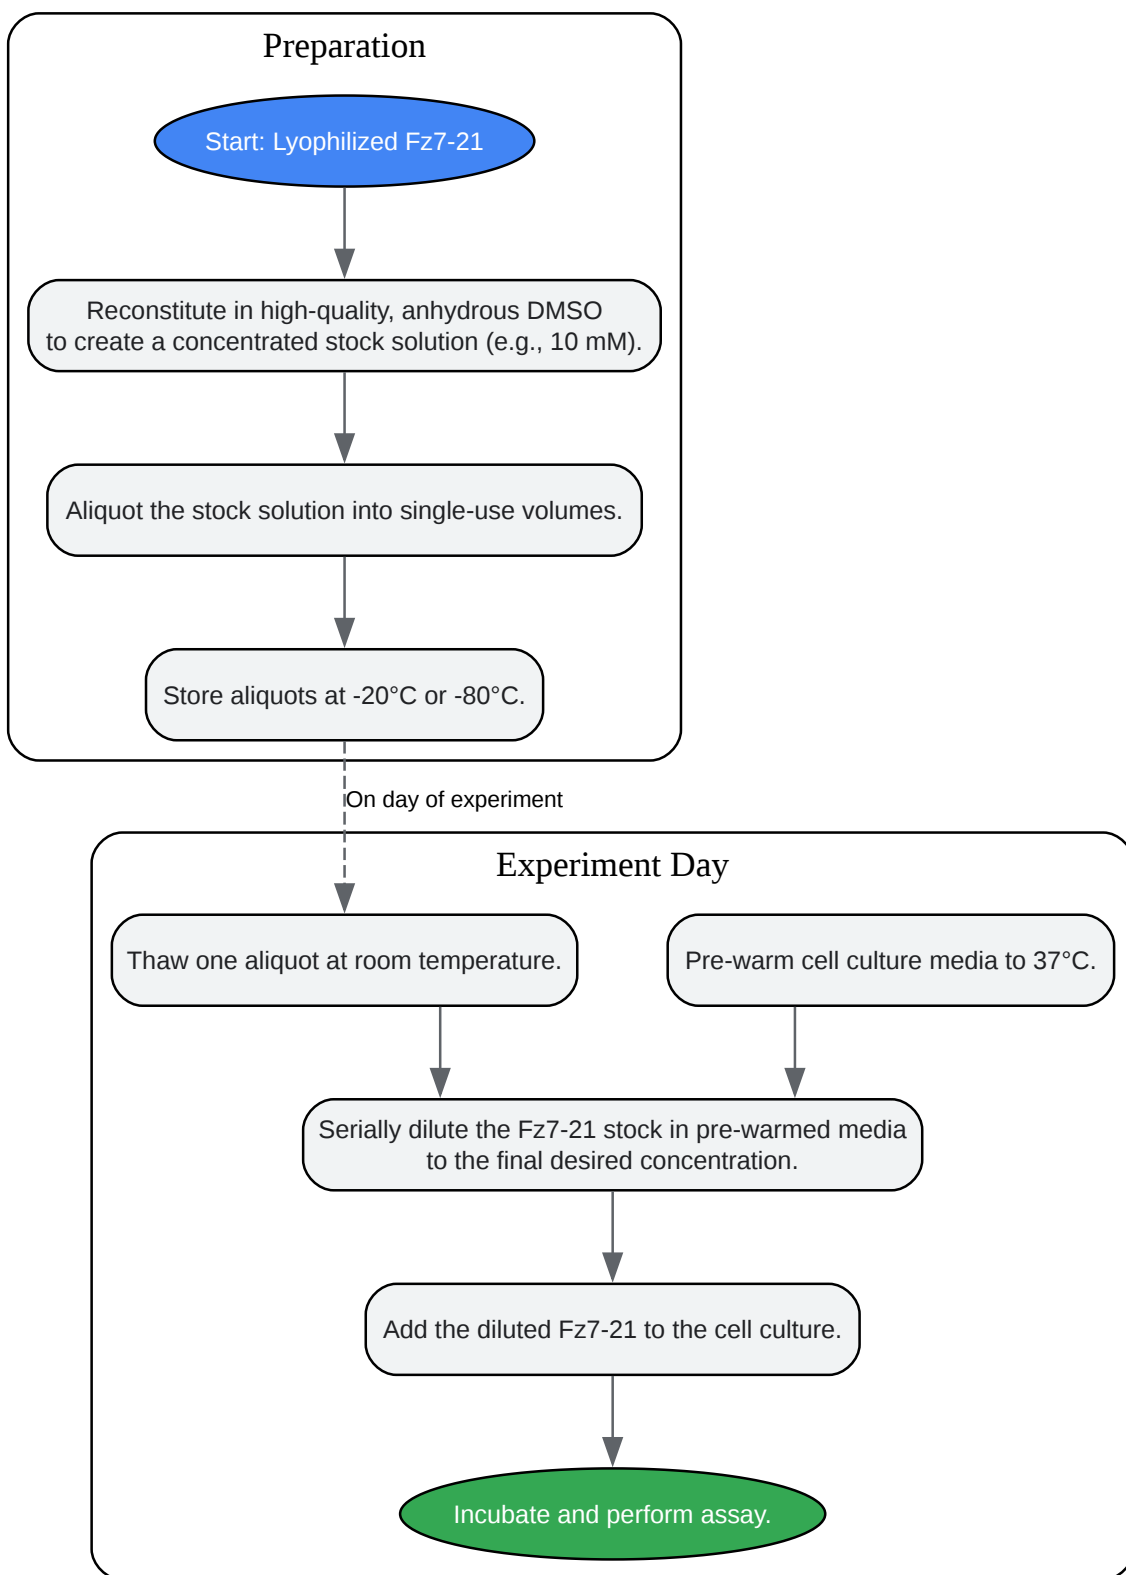 Preparation
Start: Lyophilized Fz7-21
Reconstitute in high-quality, anhydrous DMSO
to create a concentrated stock solution (e.g., 10 mM).
Aliquot the stock solution into single-use volumes.
Store aliquots at -20°C or -80°C.
On day of experiment
Experiment Day
Thaw one aliquot at room temperature.
Pre-warm cell culture media to 37°C.
Serially dilute the Fz7-21 stock in pre-warmed media
to the final desired concentration.
Add the diluted Fz7-21 to the cell culture.
Incubate and perform assay.